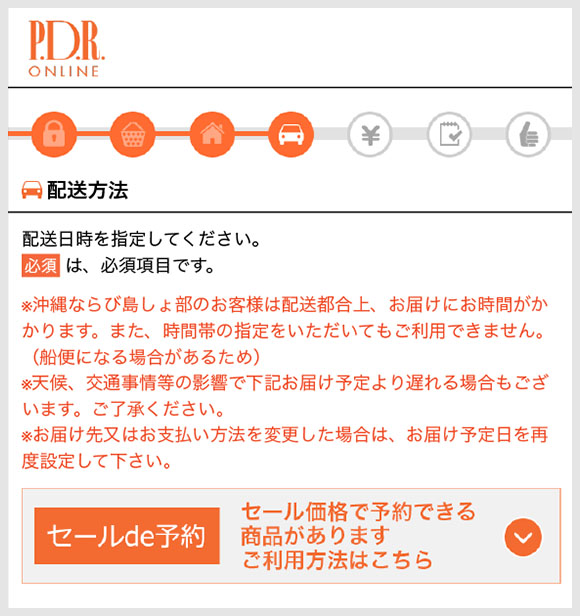 P.D.R.
ONLINE
¥
配送方法
配送日時を指定してください。
必須 は、必須項目です。
※沖縄ならび島しょ部のお客様は配送都合上、お届けにお時間がか
かります。また、時間帯の指定をいただいてもご利用できません。
（船便になる場合があるため）
※天候、交通事情等の影響で下記お届け予定より遅れる場合もござ
います。ご了承ください。
※お届け先又はお支払い方法を変更した場合は、お届け予定日を再
度設定して下さい。
セールde予約
セール価格で予約できる
商品があります
ご利用方法はこちら